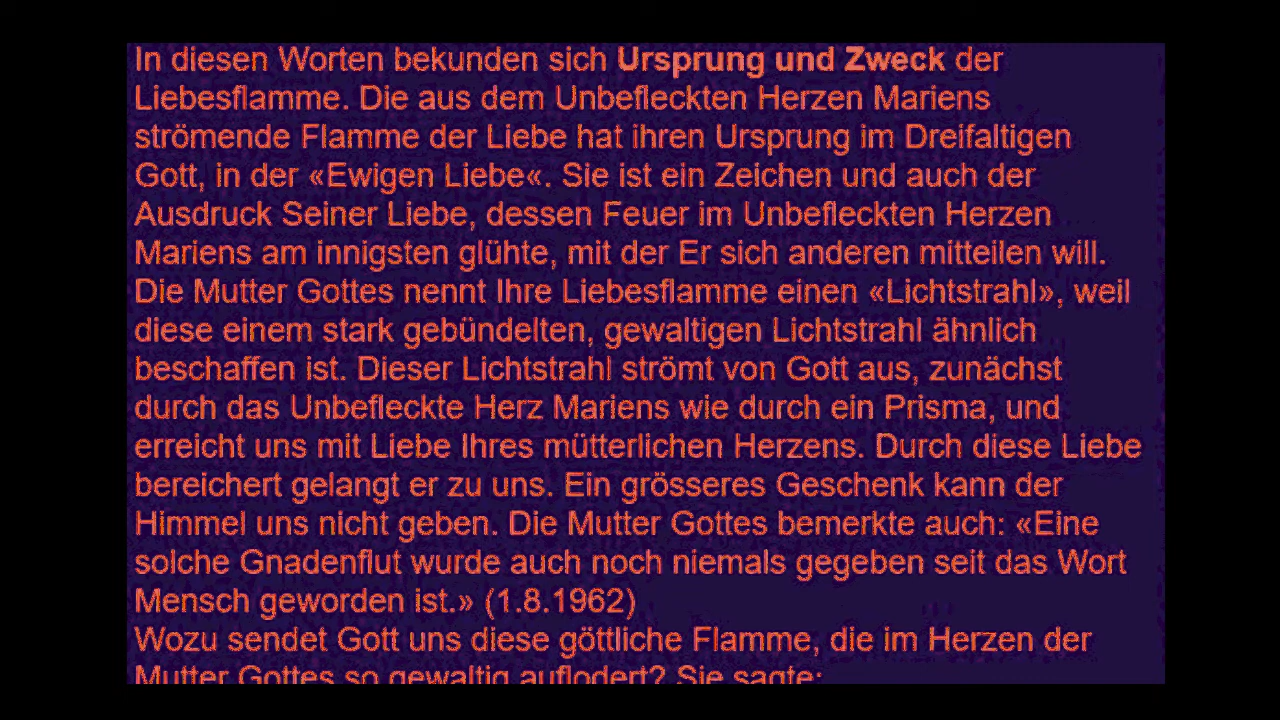 In diesen Worten bekunden sich Ursprung und Zweck der
Liebesflamme. Die aus dem Unbefleckten Herzen Mariens
strömende Flamme der Liebe hat ihren Ursprung im Dreifaltigen
Gott, in der «Ewigen Liebe«. Sie ist ein Zeichen und auch der
Ausdruck Seiner Liebe, dessen Feuer im Unbefleckten Herzen
Mariens am innigsten glühte, mit der Er sich anderen mitteilen will.
Die Mutter Gottes nennt Ihre Liebesflamme einen «Lichtstrahl», weil
diese einem stark gebündelten, gewaltigen Lichtstrahl ähnlich
beschaffen ist. Dieser Lichtstrahl strömt von Gott aus, zunächst
durch das Unbefleckte Herz Mariens wie durch ein Prisma, und
erreicht uns mit Liebe Ihres mütterlichen Herzens. Durch diese Liebe
bereichert gelangt er zu uns. Ein grösseres Geschenk kann der
Himmel uns nicht geben. Die Mutter Gottes bemerkte auch: «Eine
solche Gnadenflut wurde auch noch niemals gegeben seit das Wort
Mensch geworden ist.» (1.8.1962)
Wozu sendet Gott uns diese göttliche Flamme, die im Herzen der
Mutter Gottes so gewaltig auflodert? Sie sagte: